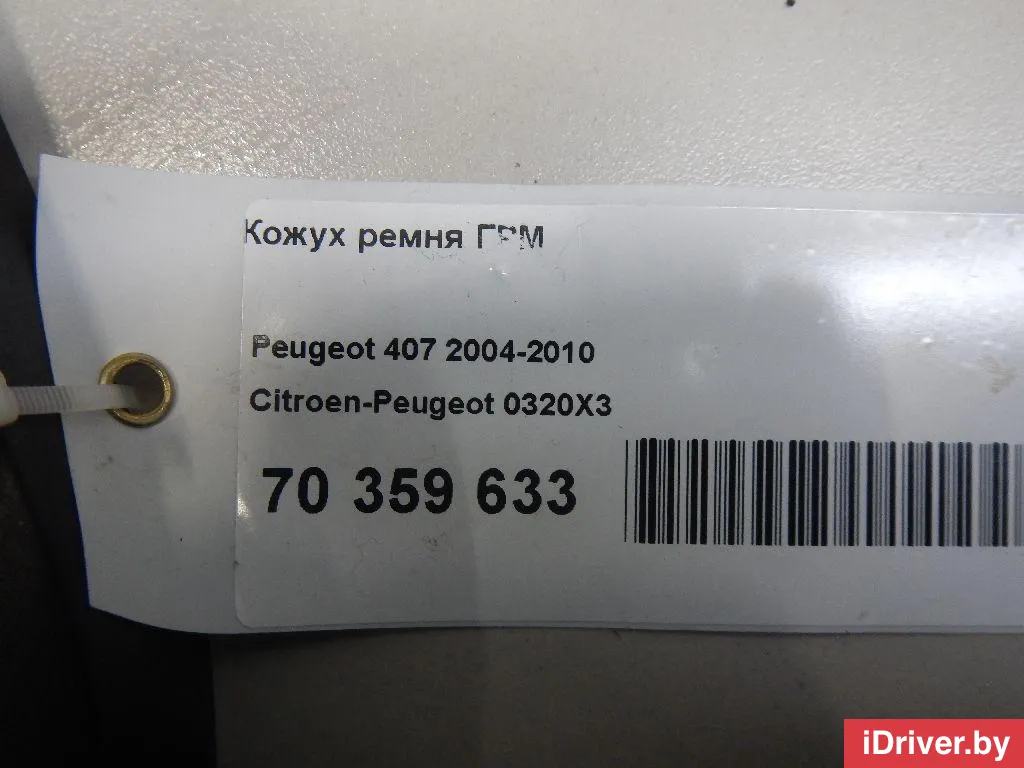 Кожух ремня ГРМ
Peugeot 407 2004-2010
Citroen-Peugeot 0320X3
70 359 633
iDriver.by